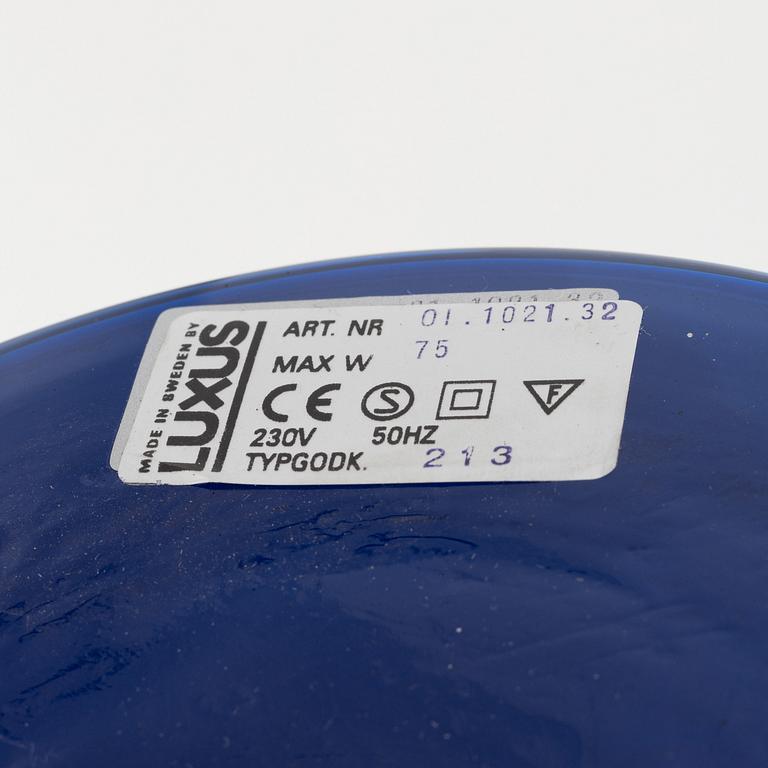 MADE IN SWEDEN BY
LUXUS
ART. NR 01.1021.32
MAX W 75
CE S F
230V 50HZ
TYPGODK. 213